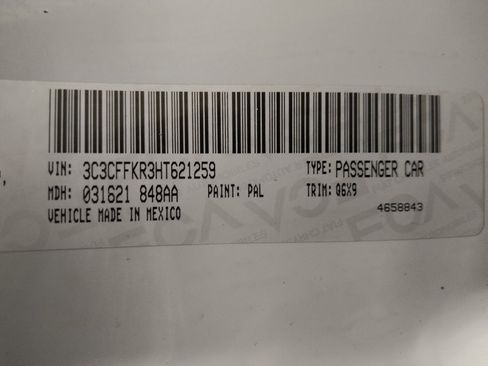 VIN: 3C3CFFKR3HT621259 TYPE: PASSENGER CAR
MDH: 031621 848AA PAINT: PAL TRIM: Q6X9
VEHICLE MADE IN MEXICO
4658843